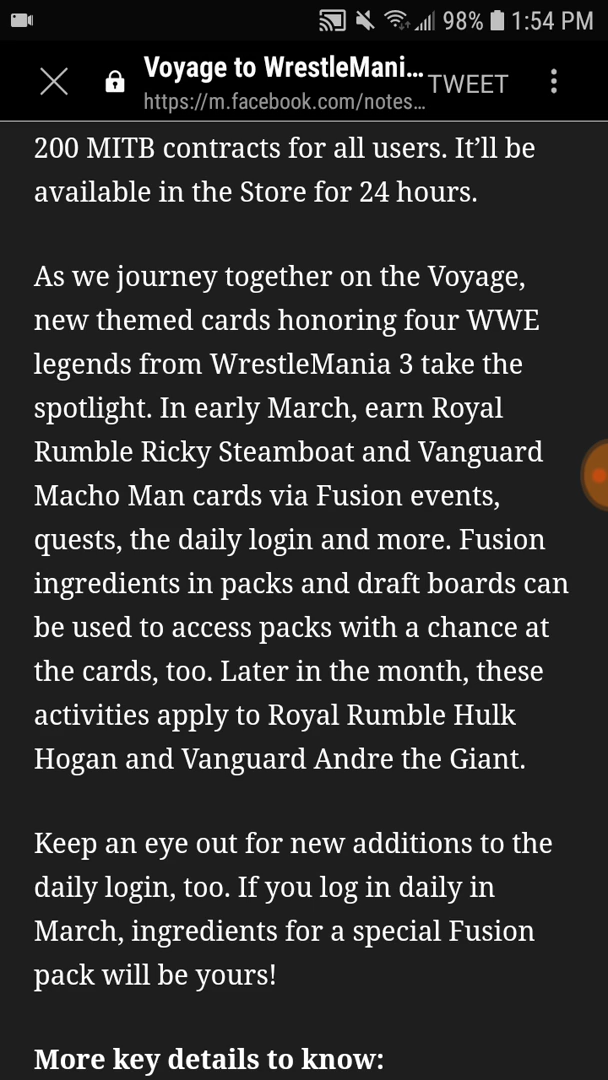 98% 1:54 PM
Voyage to WrestleMani...
TWEET
https://m.facebook.com/notes...
200 MITB contracts for all users. It’ll be
available in the Store for 24 hours.
As we journey together on the Voyage,
new themed cards honoring four WWE
legends from WrestleMania 3 take the
spotlight. In early March, earn Royal
Rumble Ricky Steamboat and Vanguard
Macho Man cards via Fusion events,
quests, the daily login and more. Fusion
ingredients in packs and draft boards can
be used to access packs with a chance at
the cards, too. Later in the month, these
activities apply to Royal Rumble Hulk
Hogan and Vanguard Andre the Giant.
Keep an eye out for new additions to the
daily login, too. If you log in daily in
March, ingredients for a special Fusion
pack will be yours!
More key details to know: